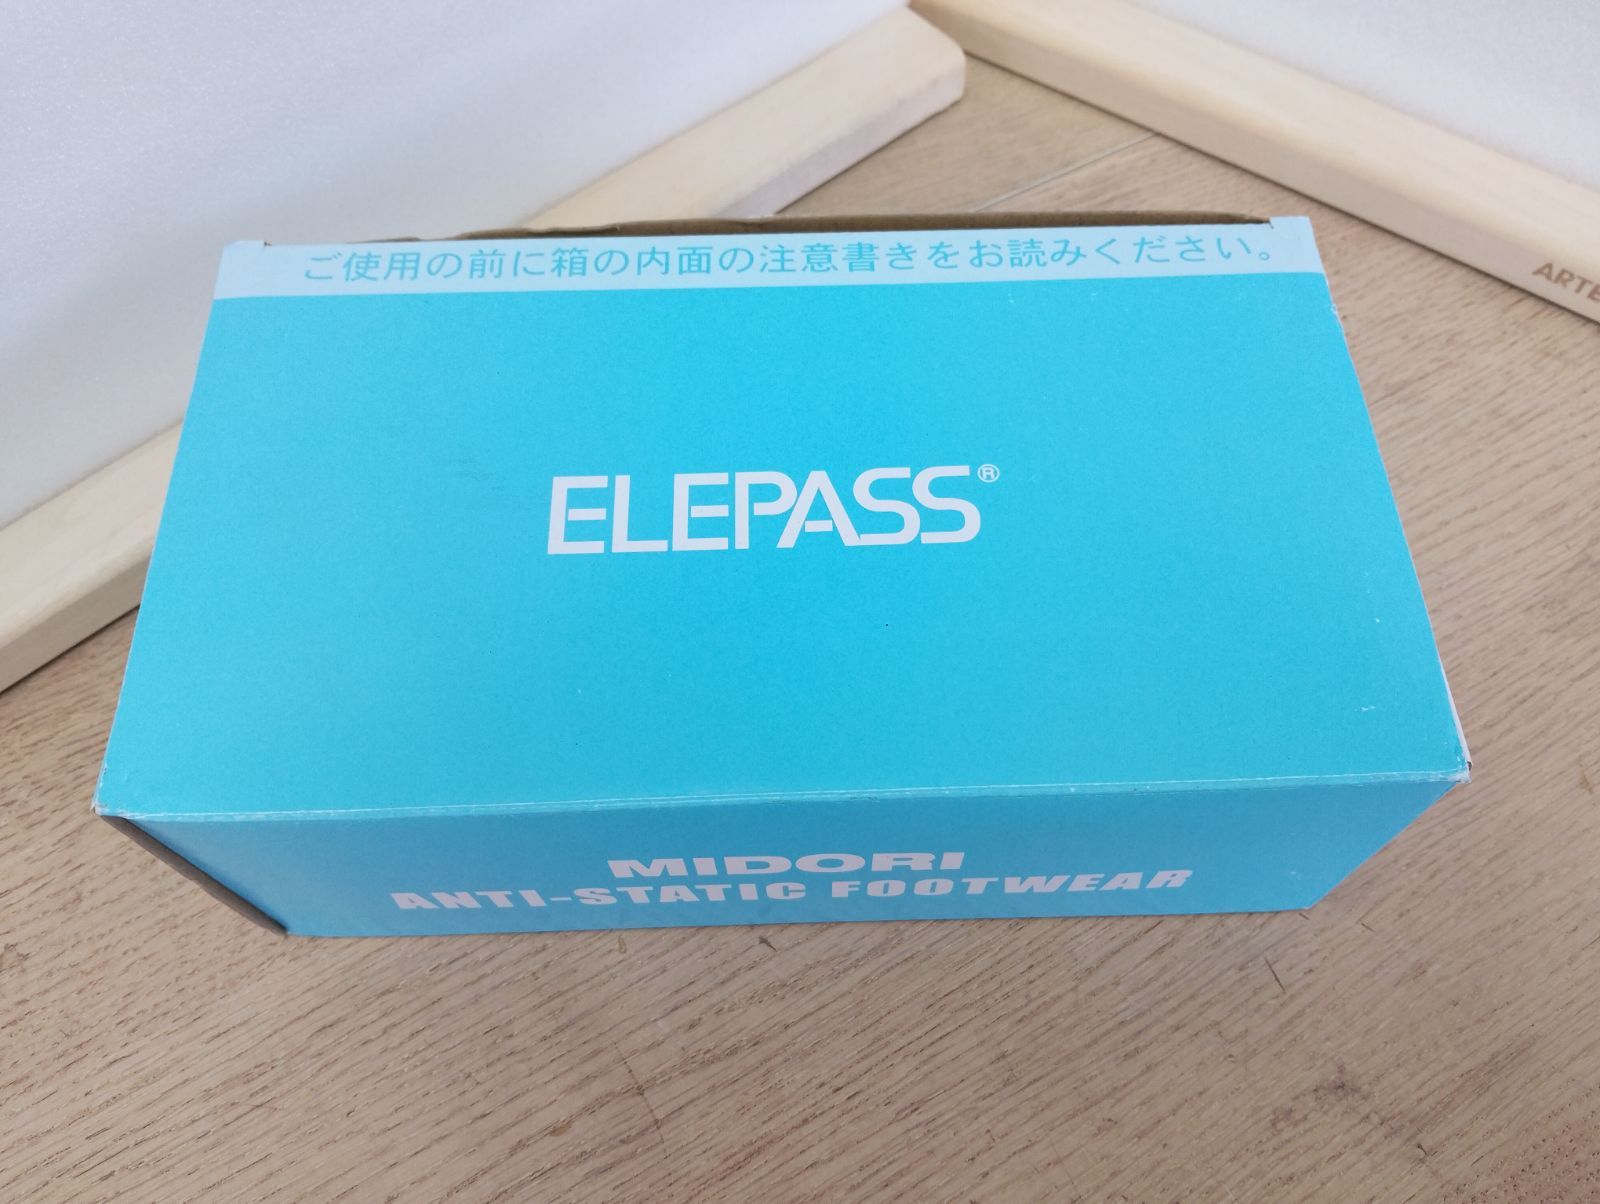 ご使用の前に箱の内面の注意書きをお読みください。
ELEPASS®
MIDORI
ANTI-STATIC FOOTWEAR